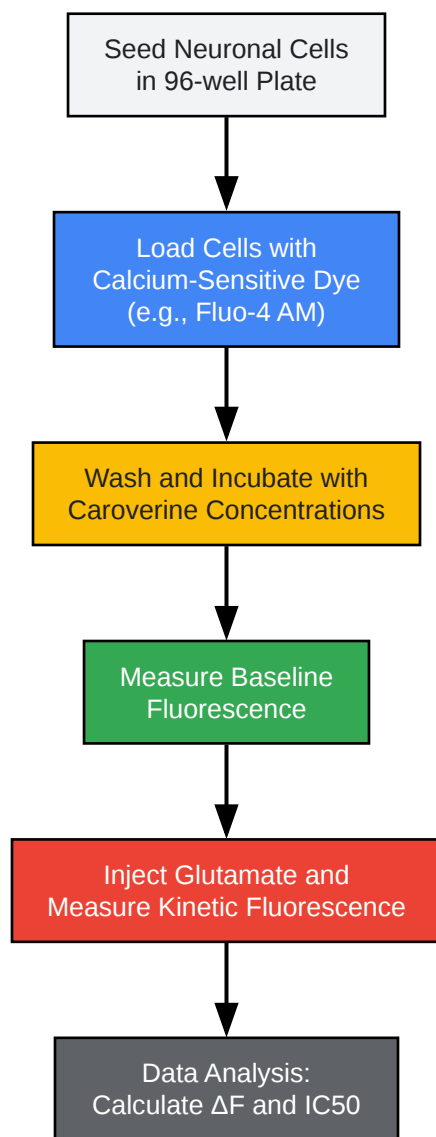 Seed Neuronal Cells
in 96-well Plate
Load Cells with
Calcium-Sensitive Dye
(e.g., Fluo-4 AM)
Wash and Incubate with
Caroverine Concentrations
Measure Baseline
Fluorescence
Inject Glutamate and
Measure Kinetic Fluorescence
Data Analysis:
Calculate ΔF and IC50